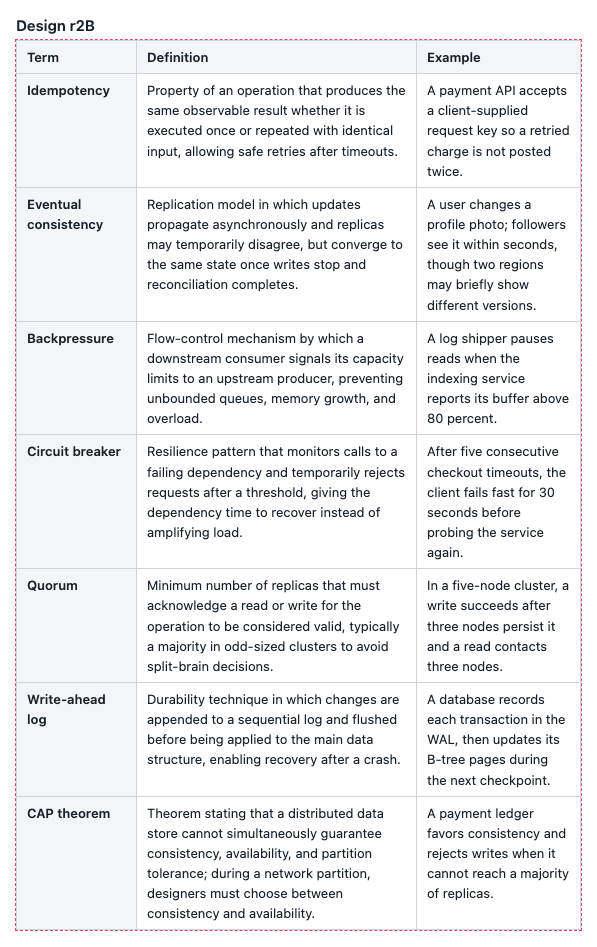 Design r2B
Term Definition Example
Idempotency
Property of an operation that produces the
same observable result whether it is
executed once or repeated with identical
input, allowing safe retries after timeouts.
A payment API accepts
a client-supplied
request key so a retried
charge is not posted
twice.
Eventual
consistency
Replication model in which updates
propagate asynchronously and replicas
may temporarily disagree, but converge to
the same state once writes stop and
reconciliation completes.
A user changes a
profile photo; followers
see it within seconds,
though two regions
may briefly show
different versions.
Backpressure
Flow-control mechanism by which a
downstream consumer signals its capacity
limits to an upstream producer, preventing
unbounded queues, memory growth, and
overload.
A log shipper pauses
reads when the
indexing service
reports its buffer above
80 percent.
Circuit breaker
Resilience pattern that monitors calls to a
failing dependency and temporarily rejects
requests after a threshold, giving the
dependency time to recover instead of
amplifying load.
After five consecutive
checkout timeouts, the
client fails fast for 30
seconds before
probing the service
again.
Quorum
Minimum number of replicas that must
acknowledge a read or write for the
operation to be considered valid, typically
a majority in odd-sized clusters to avoid
split-brain decisions.
In a five-node cluster, a
write succeeds after
three nodes persist it
and a read contacts
three nodes.
Write-ahead
log
Durability technique in which changes are
appended to a sequential log and flushed
before being applied to the main data
structure, enabling recovery after a crash.
A database records
each transaction in the
WAL, then updates its
B-tree pages during
the next checkpoint.
CAP theorem
Theorem stating that a distributed data
store cannot simultaneously guarantee
consistency, availability, and partition
tolerance; during a network partition,
designers must choose between
consistency and availability.
A payment ledger
favors consistency and
rejects writes when it
cannot reach a majority
of replicas.